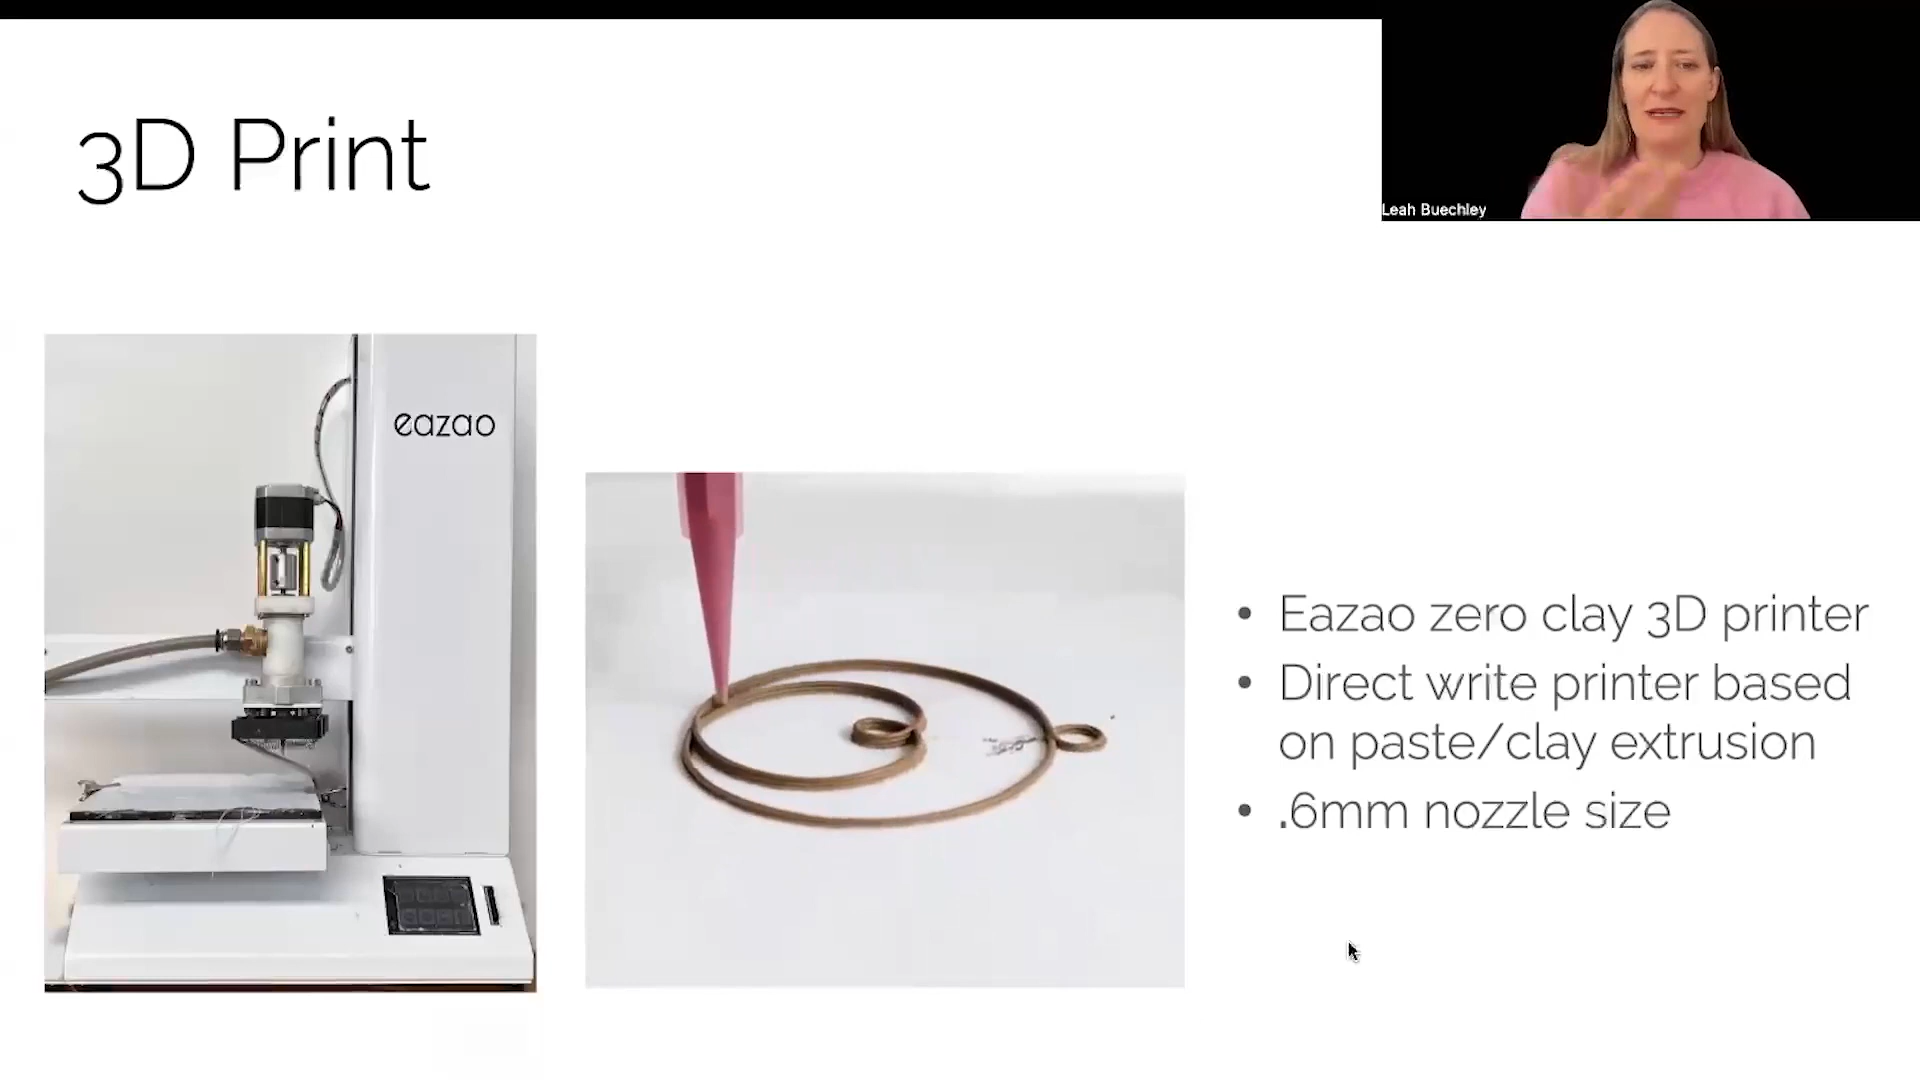 3D Print
Leah Buechley
eazao
• Eazao zero clay 3D printer
• Direct write printer based
on paste/clay extrusion
• .6mm nozzle size